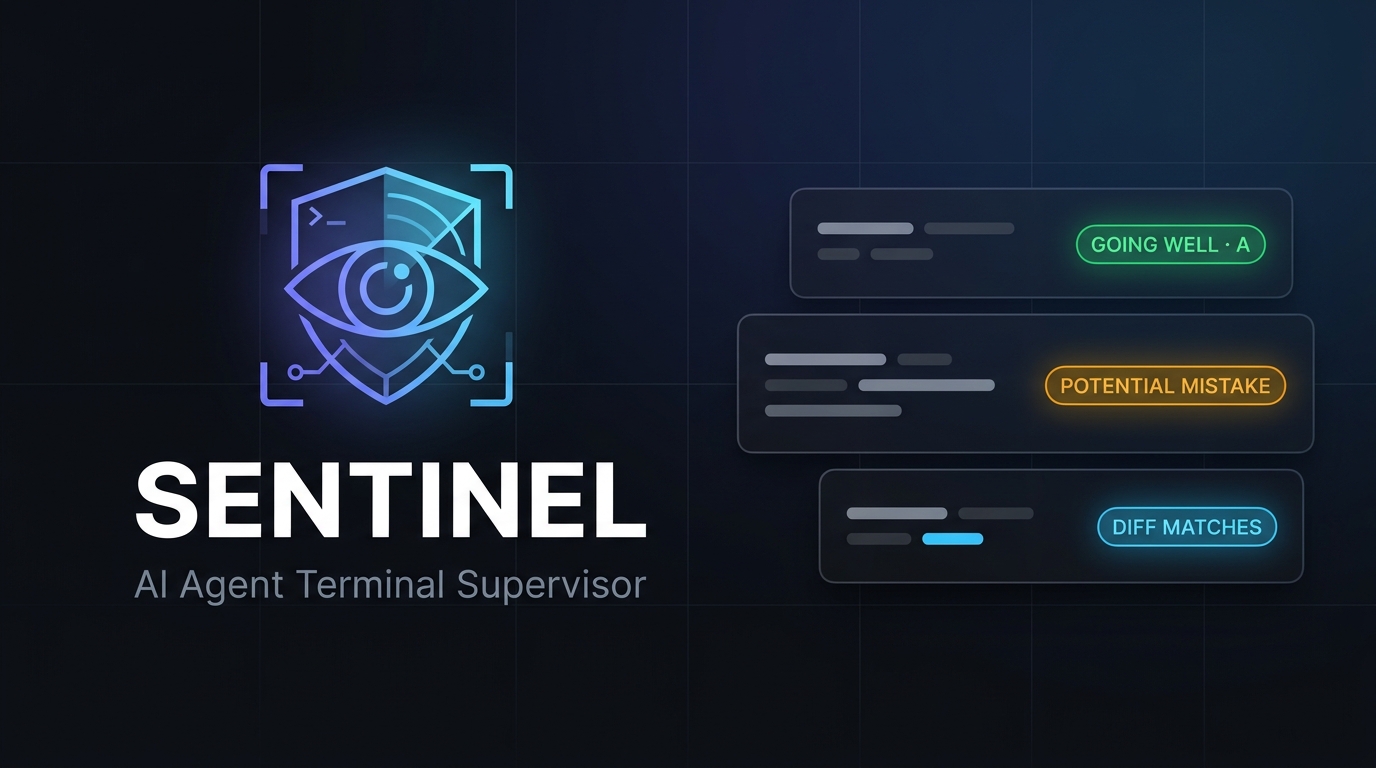 >_
SENTINEL
AI Agent Terminal Supervisor
GOING WELL · A
POTENTIAL MISTAKE
DIFF MATCHES